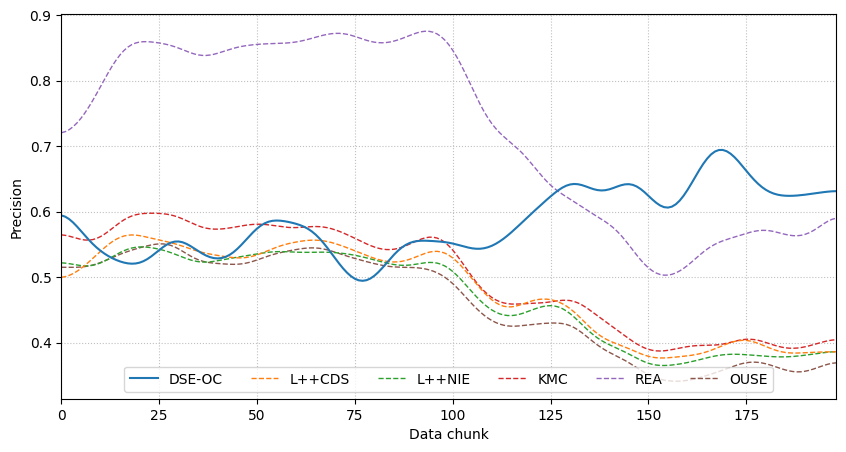 0.9
0.8
0.7
0.6
0.5
0.4
Precision
DSE-OC L++CDS L++NIE KMC REA OUSE
0 25 50 75 100 125 150 175
Data chunk